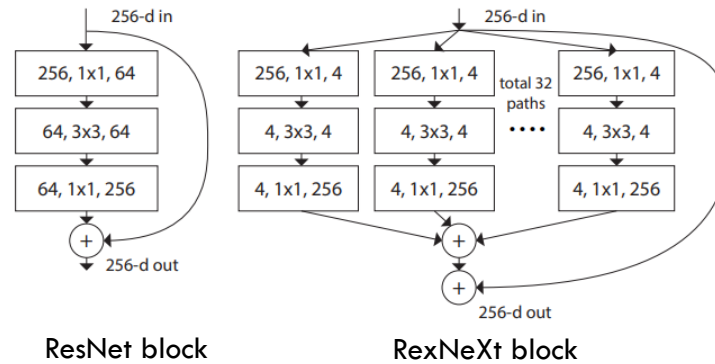 256-d in
256, 1x1, 64
64, 3x3, 64
64, 1x1, 256
+
256-d out
ResNet block
256-d in
256, 1x1, 4
256, 1x1, 4
total 32
paths
....
256, 1x1, 4
4, 3x3, 4
4, 3x3, 4
4, 3x3, 4
4, 1x1, 256
4, 1x1, 256
4, 1x1, 256
+
+
256-d out
RexNeXt block